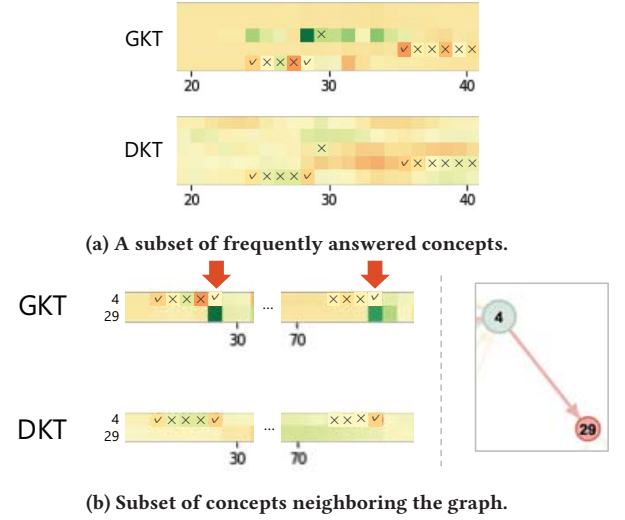 GKT
✓ × ✓ × × × × ×
✓ × × × ✓
20 30 40
DKT
×
✓ × × × × ×
✓ × × × ✓
20 30 40
(a) A subset of frequently answered concepts.
GKT
4 ✓ × × × ✓ ... × × × ✓
29
30 70
4
29
DKT
4 ✓ × × × ✓ ... × × × ✓
29
30 70
(b) Subset of concepts neighboring the graph.